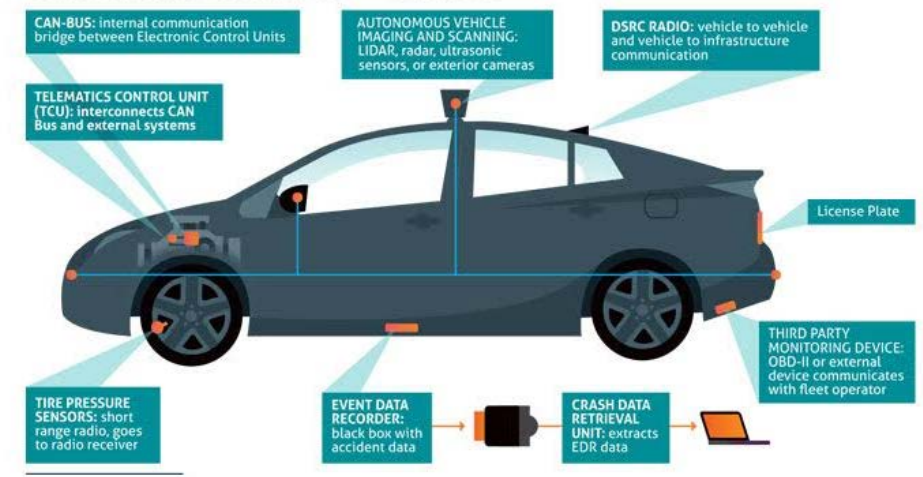 CAN-BUS: internal communication
bridge between Electronic Control Units
AUTONOMOUS VEHICLE
IMAGING AND SCANNING:
LIDAR, radar, ultrasonic
sensors, or exterior cameras
DSRC RADIO: vehicle to vehicle
and vehicle to infrastructure
communication
TELEMATICS CONTROL UNIT
(TCU): interconnects CAN
Bus and external systems
License Plate
THIRD PARTY
MONITORING DEVICE:
OBD-II or external
device communicates
with fleet operator
TIRE PRESSURE
SENSORS: short
range radio, goes
to radio receiver
EVENT DATA
RECORDER:
black box with
accident data
CRASH DATA
RETRIEVAL
UNIT: extracts
EDR data